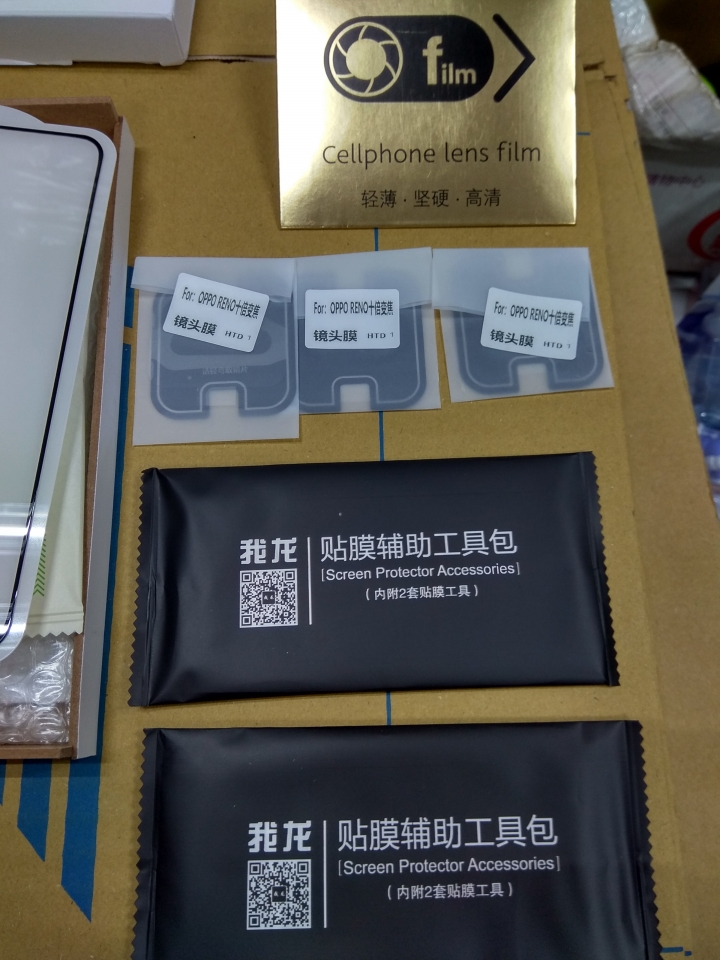 film
Cellphone lens film
轻薄·坚硬·高清
For: OPPO RENO十倍变焦
镜头膜 HTD
For: OPPO RENO十倍变焦
镜头膜 HTD
For: OPPO RENO十倍变焦
镜头膜 HTD
我龙
贴膜辅助工具包
[Screen Protector Accessories]
(内附2套贴膜工具)
我龙
贴膜辅助工具包
[Screen Protector Accessories]
(内附2套贴膜工具)